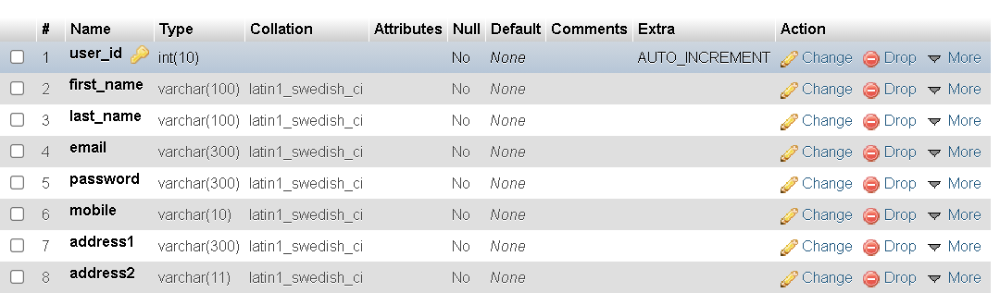 # Name Type Collation Attributes Null Default Comments Extra Action
1 user_id int(10) No None AUTO_INCREMENT Change Drop More
2 first_name varchar(100) latin1_swedish_ci No None Change Drop More
3 last_name varchar(100) latin1_swedish_ci No None Change Drop More
4 email varchar(300) latin1_swedish_ci No None Change Drop More
5 password varchar(300) latin1_swedish_ci No None Change Drop More
6 mobile varchar(10) latin1_swedish_ci No None Change Drop More
7 address1 varchar(300) latin1_swedish_ci No None Change Drop More
8 address2 varchar(11) latin1_swedish_ci No None Change Drop More